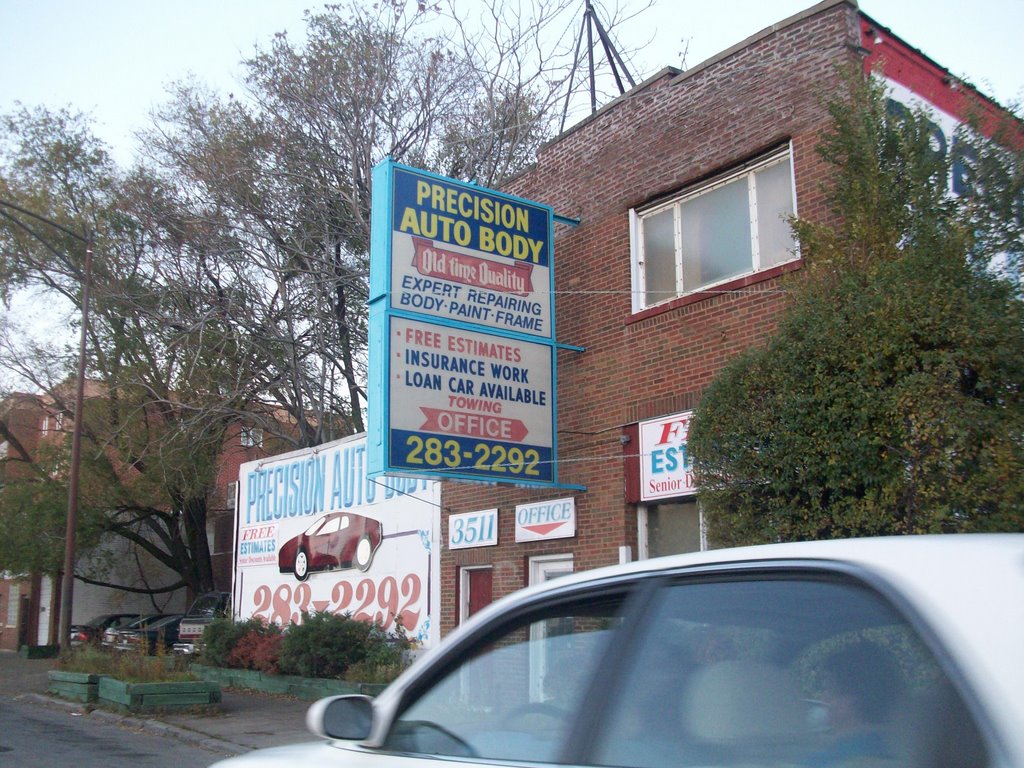 PRECISION
AUTO BODY
Old time Quality
EXPERT REPAIRING
BODY·PAINT·FRAME
· FREE ESTIMATES
· INSURANCE WORK
· LOAN CAR AVAILABLE
TOWING
OFFICE
283-2292
PRECISION AUTO BODY
FREE
ESTIMATES
283-2292
3511
OFFICE
Senior